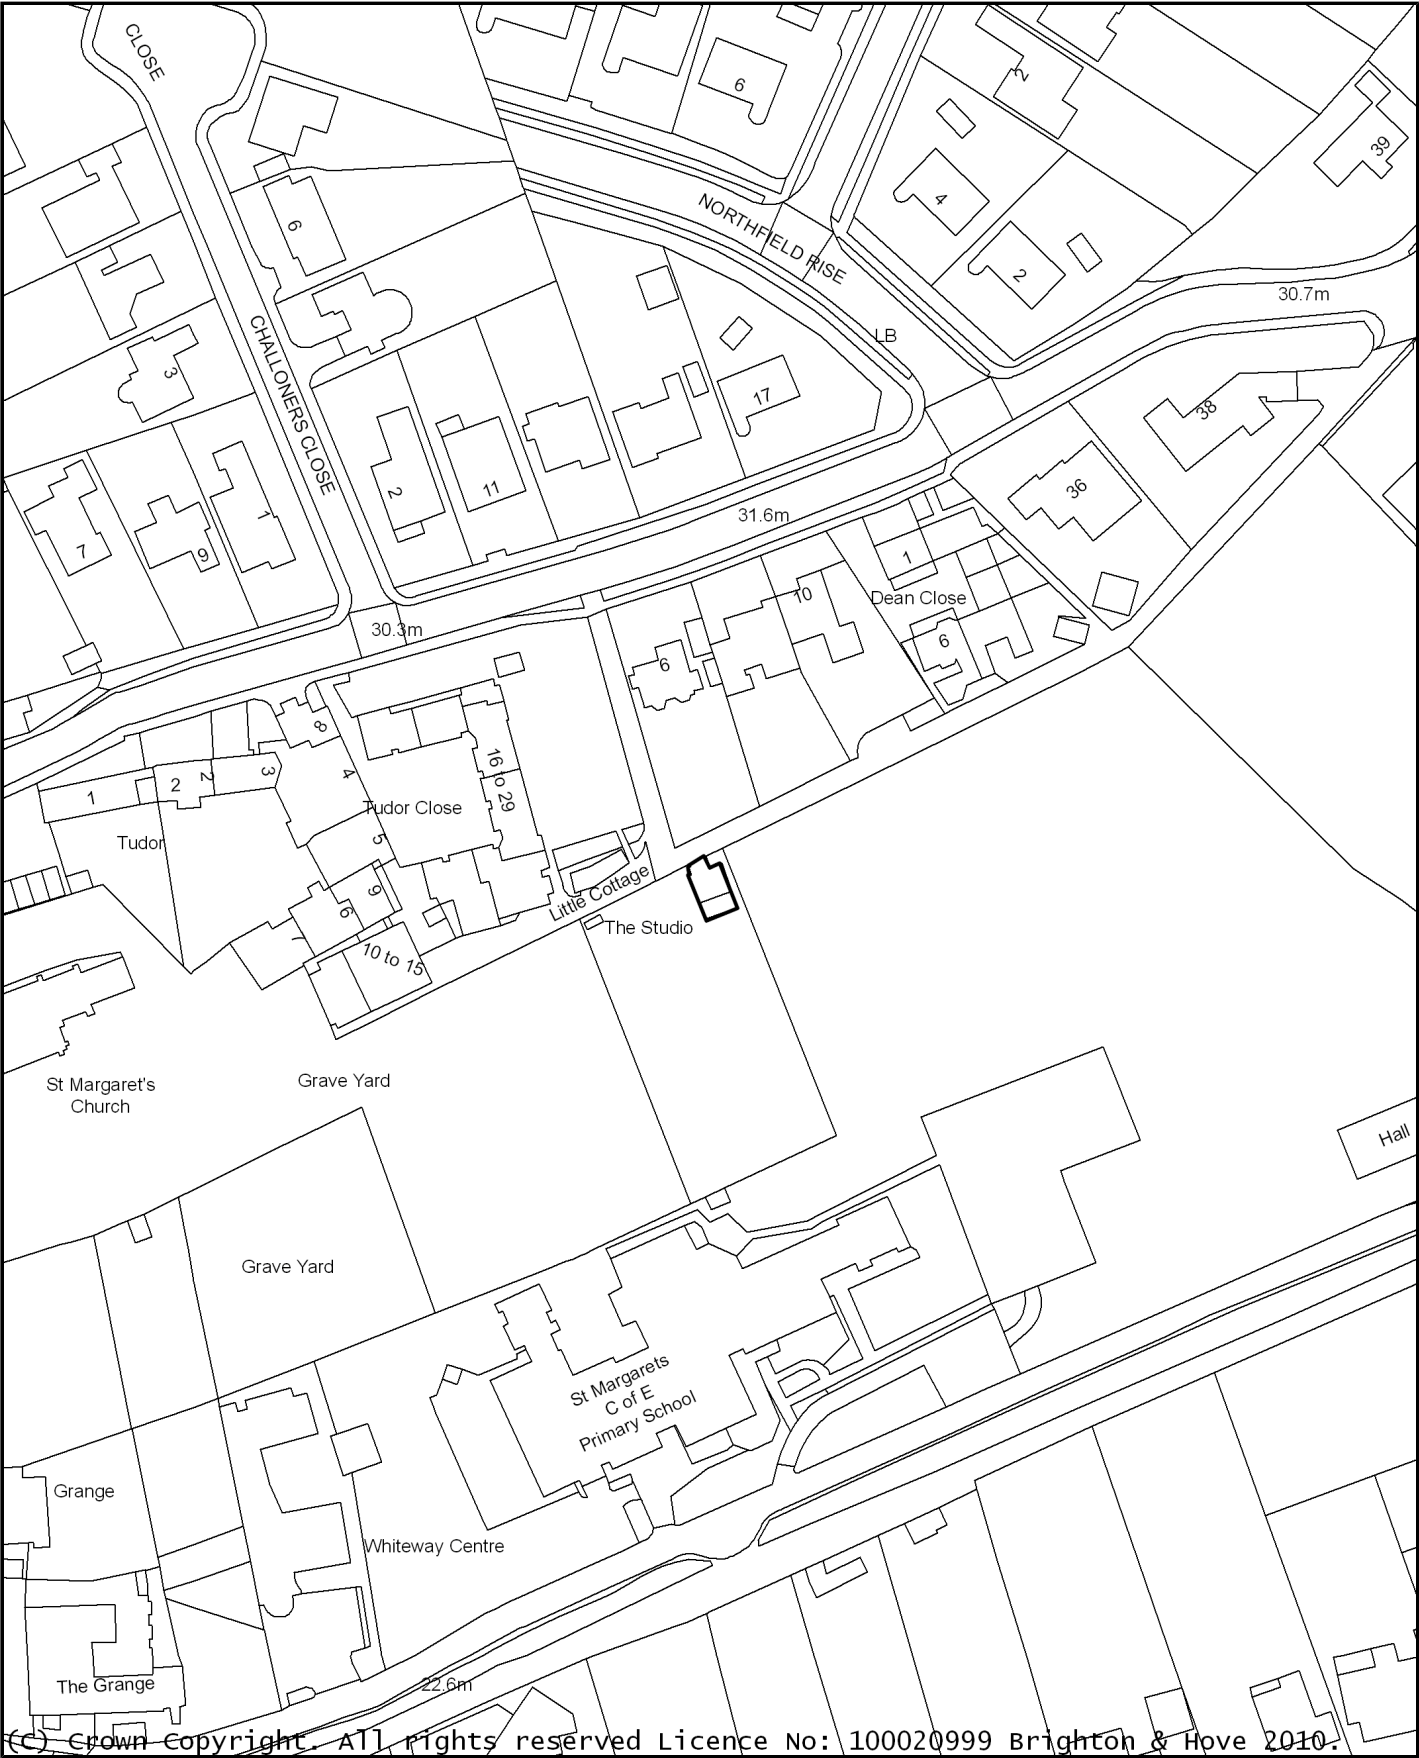 CLOSE
6
2
39
4
NORTHFIELD RISE
2
6
30.7m
LB
CHALLONERS CLOSE
3
17
38
2
11
36
1
31.6m
7
9
1
10
Dean Close
30.3m
6
6
8
16 to 29
1
2
2
3
4
Tudor Close
Tudor
5
9
6
Little Cottage
The Studio
10 to 15
St Margaret's
Church
Grave Yard
Hall
Grave Yard
St Margarets
C of E
Primary School
Grange
Whiteway Centre
The Grange
22.6m
(c) Crown Copyright. All rights reserved Licence No: 100020999 Brighton & Hove 2010.